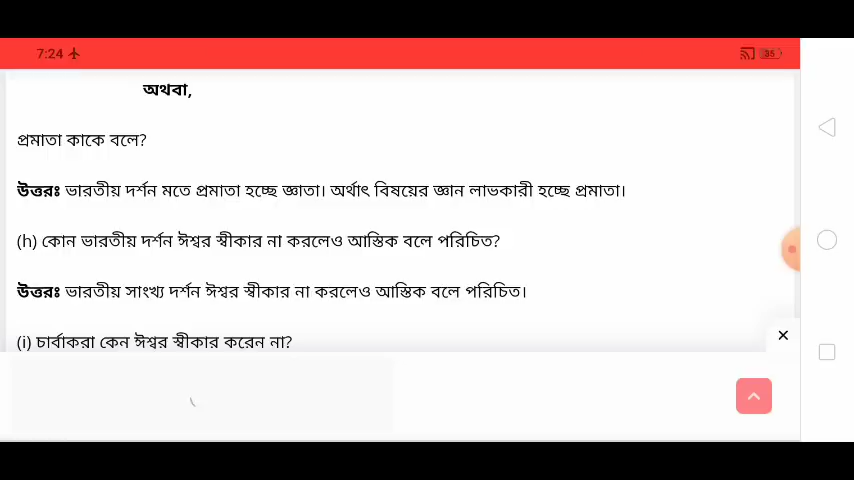 7:24
35
অথবা,
প্রমাতা কাকে বলে?
উত্তরঃ ভারতীয় দর্শন মতে প্রমাতা হচ্ছে জ্ঞাতা। অর্থাৎ বিষয়ের জ্ঞান লাভকারী হচ্ছে প্রমাতা।
(h) কোন ভারতীয় দর্শন ঈশ্বর স্বীকার না করলেও আস্তিক বলে পরিচিত?
উত্তরঃ ভারতীয় সাংখ্য দর্শন ঈশ্বর স্বীকার না করলেও আস্তিক বলে পরিচিত।
(i) চার্বাকরা কেন ঈশ্বর স্বীকার করেন না?